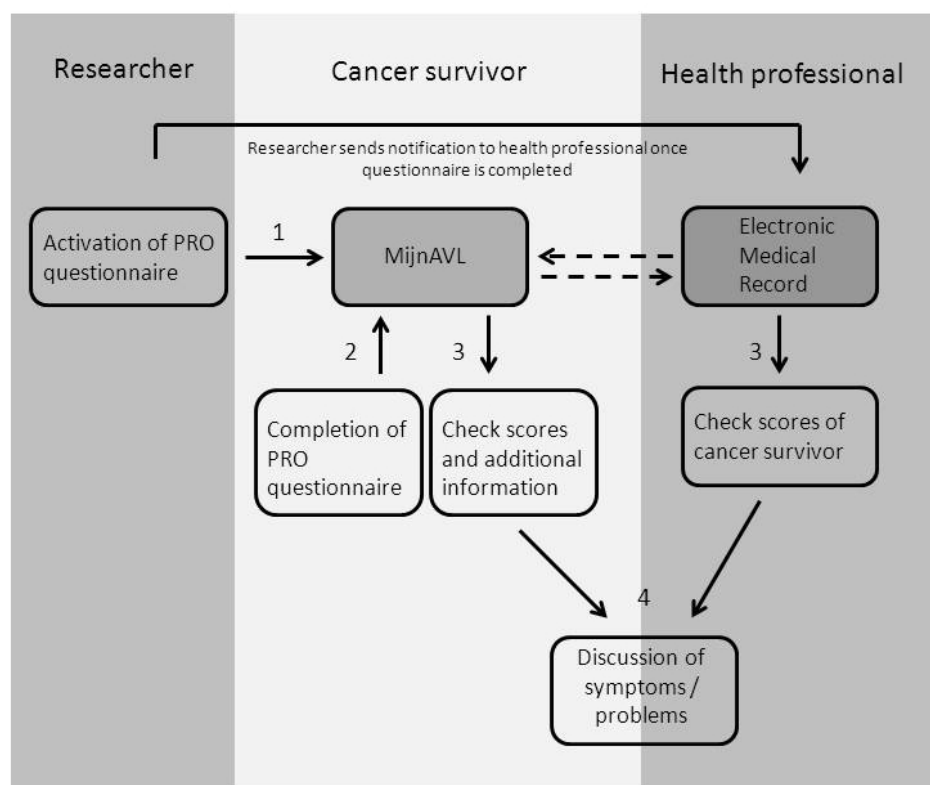 Researcher
Cancer survivor
Health professional
Researcher sends notification to health professional once
questionnaire is completed
Activation of PRO
questionnaire
1
MijnAVL
Electronic
Medical
Record
2
3
3
Completion of
PRO
questionnaire
Check scores
and additional
information
Check scores of
cancer survivor
4
Discussion of
symptoms /
problems